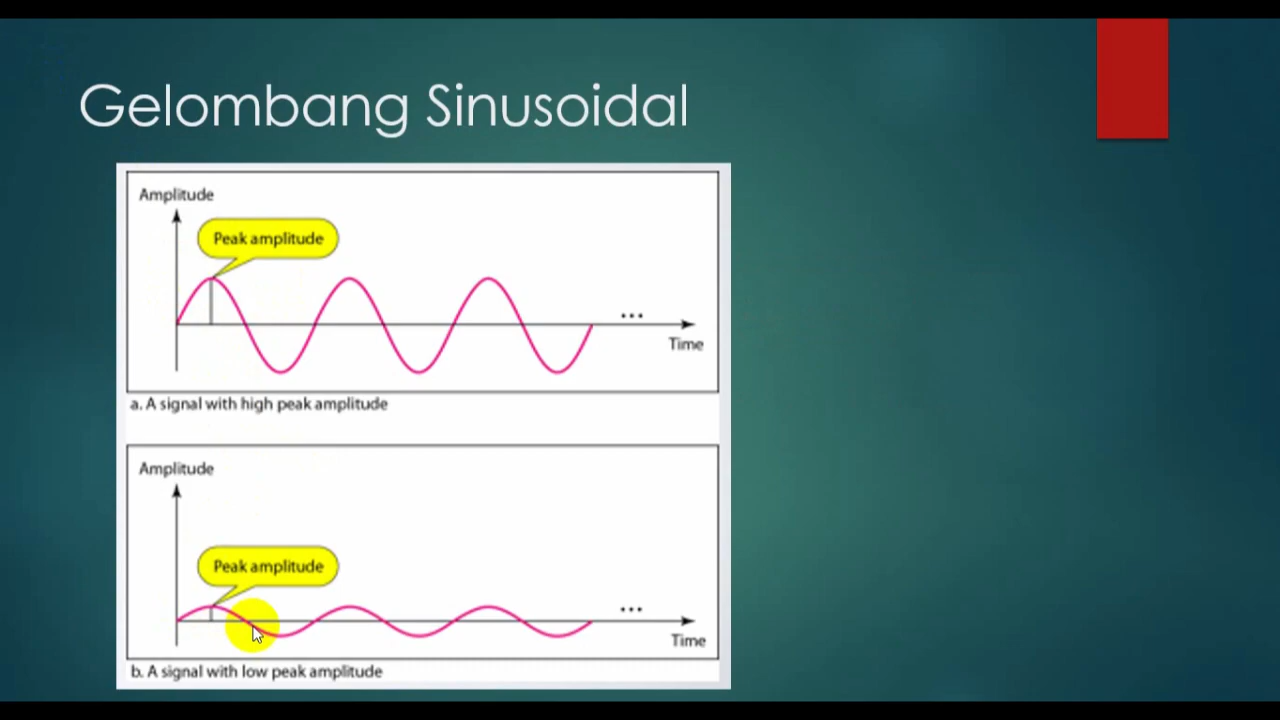 Gelombang Sinusoidal
Amplitude
Peak amplitude
...
Time
a. A signal with high peak amplitude
Amplitude
Peak amplitude
...
Time
b. A signal with low peak amplitude